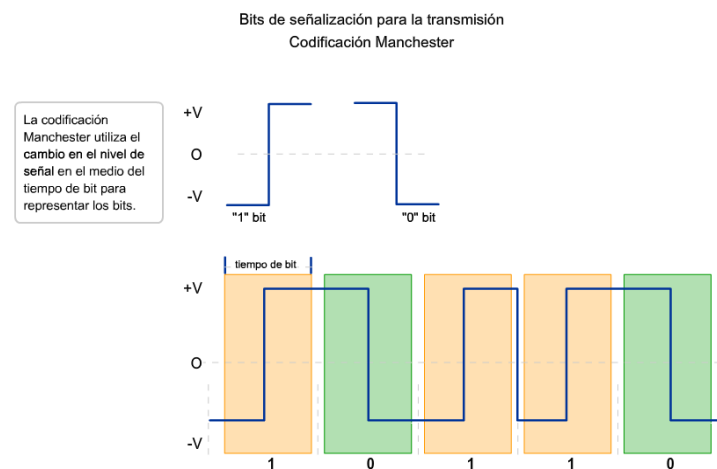 Bits de señalización para la transmisión
Codificación Manchester
La codificación
Manchester utiliza el
cambio en el nivel de
señal en el medio del
tiempo de bit para
representar los bits.
+V
O
-V
"1" bit
"0" bit
tiempo de bit
+V
O
-V
1 0 1 1 0